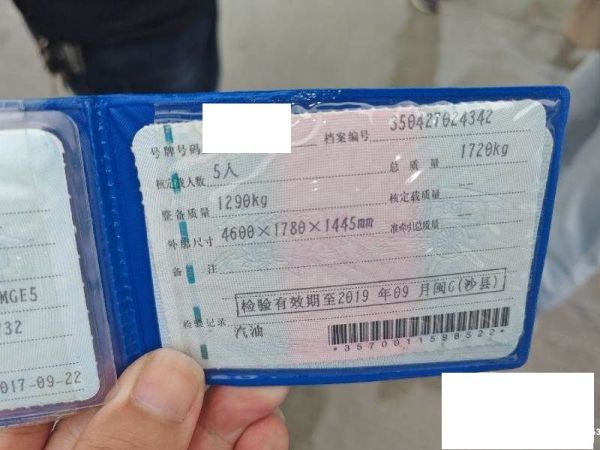 号牌号码
档案编号 350427024342
核定载人数 5人
总质量 1720kg
整备质量 1290kg
核定载质量 --
外廓尺寸 4600×1780×1445mm
准牵引总质量 --
备注
检验有效期至2019年09月闽G(沙县)
检验记录
汽油
*3570011598522*
MGE5
732
017-09-22